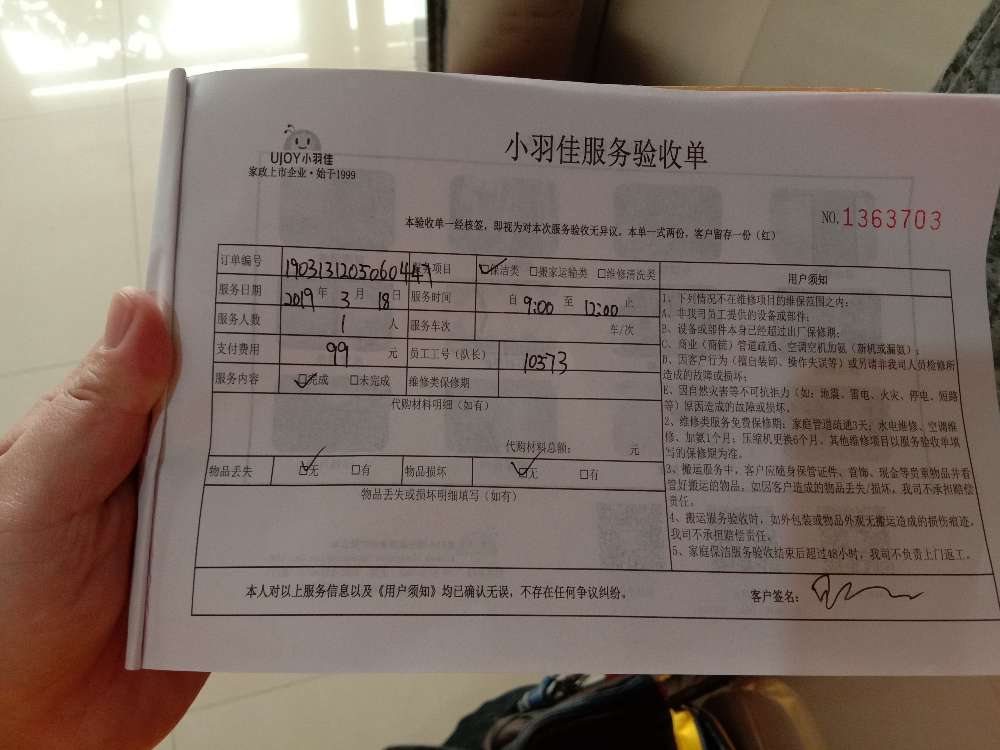 UJOY小羽佳
家政上市企业·始于1999
小羽佳服务验收单
NO.1363703
本验收单一经核签，即视为对本次服务验收无异议。本单一式两份，客户留存一份（红）
订单编号 服务项目 ☑保洁类 □搬家运输类 □维修清洗类 用户须知
服务日期 2019年3月18日 服务时间 自 9:00 至 12:00 止
服务人数 1 人 服务车次 车/次
支付费用 99 元 员工工号（队长） 10573
服务内容 ☑完成 □未完成 维修类保修期
代购材料明细（如有）
代购材料总额： 元
物品丢失 ☑无 □有 物品损坏 ☑无 □有
物品丢失或损坏明细填写（如有）
1、下列情况不在维修项目的维保范围之内：
A、非我司员工提供的设备或部件；
B、设备或部件本身已经超过出厂保修期；
C、商业（商铺）管道疏通、空调空机加氨（新机或漏氨）；
D、因客户行为（擅自装卸、操作失误等）或另请非我司人员检修所
造成的故障或损坏；
E、因自然灾害等不可抗拒力（如：地震、雷电、火灾、停电、短路
等）原因造成的故障或损坏。
2、维修类服务免费保修期：家庭管道疏通3天；水电维修、空调维
修、加氨1个月；压缩机更换6个月。其他维修项目以服务验收单填
写的保修期为准。
3、搬运服务中，客户应随身保管证件、首饰、现金等贵重物品并看
管好搬运的物品。如因客户造成的物品丢失/损坏，我司不承担赔偿
责任。
4、搬运服务验收时，如外包装或物品外观无搬运造成的损伤痕迹，
我司不承担赔偿责任。
5、家庭保洁服务验收结束后超过48小时，我司不负责上门返工。
本人对以上服务信息以及《用户须知》均已确认无误，不存在任何争议纠纷。 客户签名：